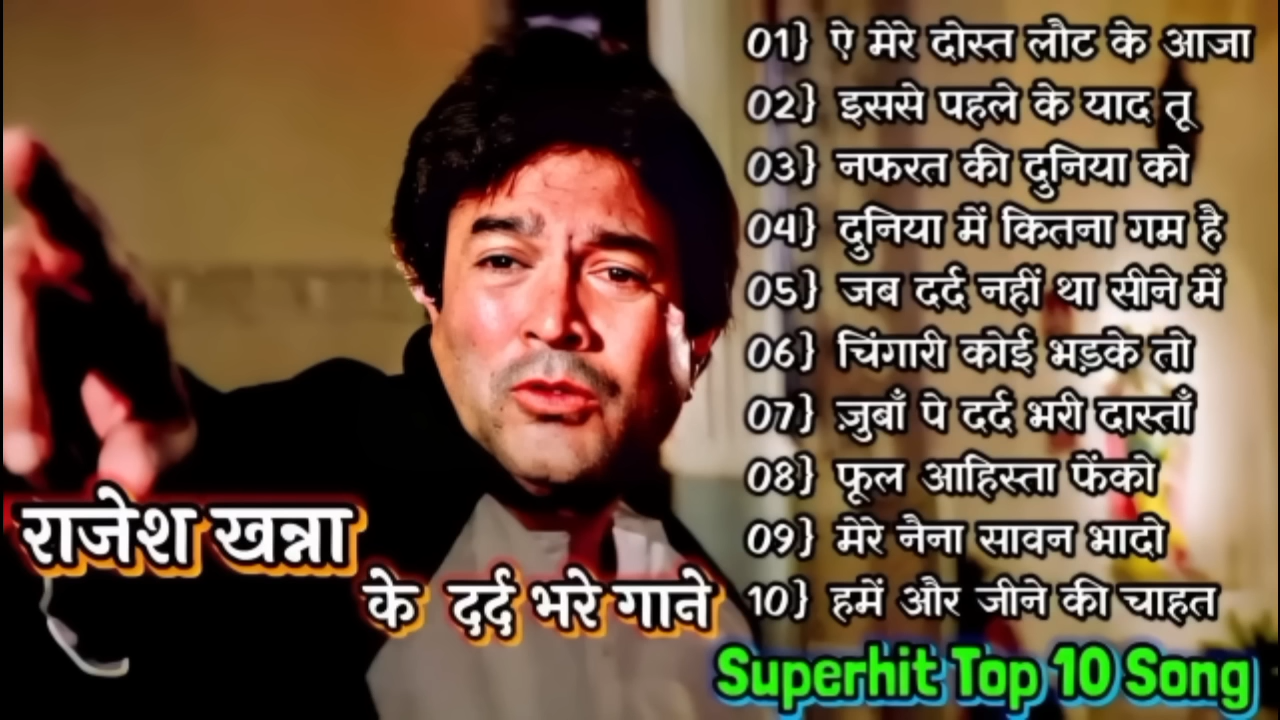 01} ऐ मेरे दोस्त लौट के आजा
02} इससे पहले के याद तू
03} नफरत की दुनिया को
04} दुनिया में कितना गम है
05} जब दर्द नहीं था सीने में
06} चिंगारी कोई भड़के तो
07} ज़ुबाँ पे दर्द भरी दास्ताँ
08} फूल आहिस्ता फेंको
09} मेरे नैना सावन भादो
10} हमें और जीने की चाहत
राजेश खन्ना
के दर्द भरे गाने
Superhit Top 10 Song